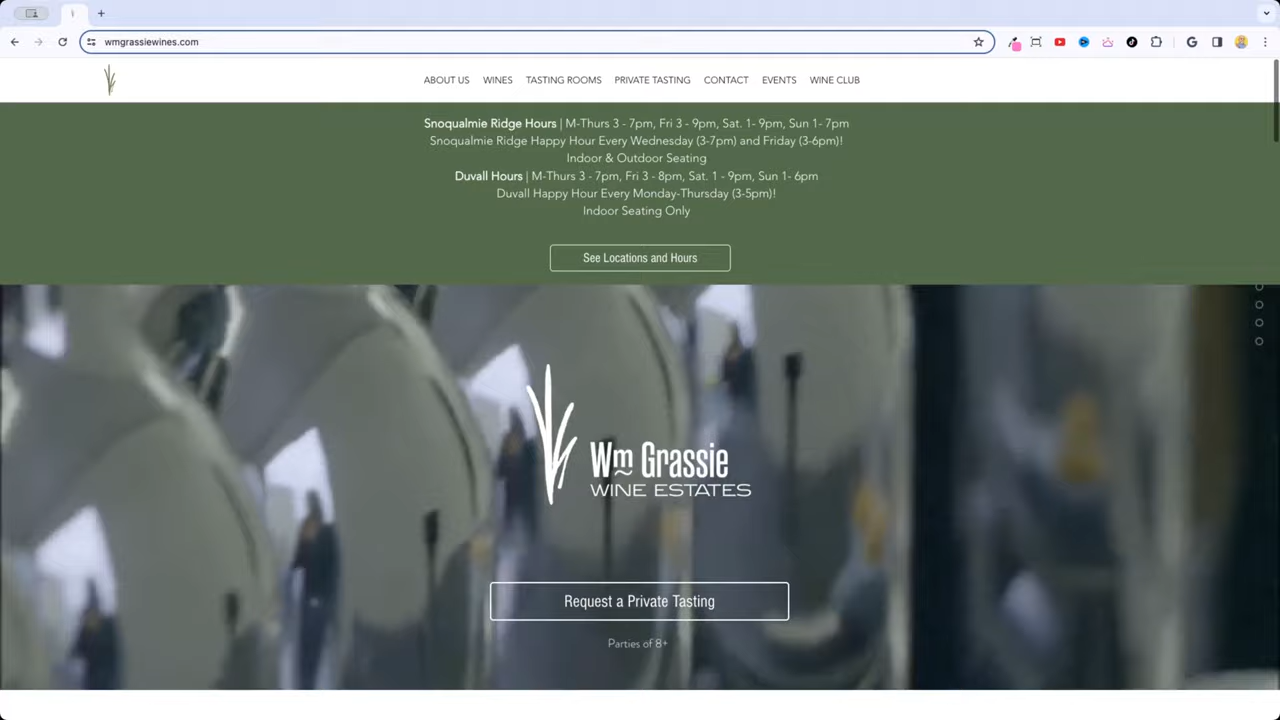 wmgrassiewines.com
ABOUT US WINES TASTING ROOMS PRIVATE TASTING CONTACT EVENTS WINE CLUB
Snoqualmie Ridge Hours | M-Thurs 3 - 7pm, Fri 3 - 9pm, Sat. 1- 9pm, Sun 1- 7pm
Snoqualmie Ridge Happy Hour Every Wednesday (3-7pm) and Friday (3-6pm)!
Indoor & Outdoor Seating
Duvall Hours | M-Thurs 3 - 7pm, Fri 3 - 8pm, Sat. 1 - 9pm, Sun 1- 6pm
Duvall Happy Hour Every Monday-Thursday (3-5pm)!
Indoor Seating Only
See Locations and Hours
Wm Grassie
WINE ESTATES
Request a Private Tasting
Parties of 8+